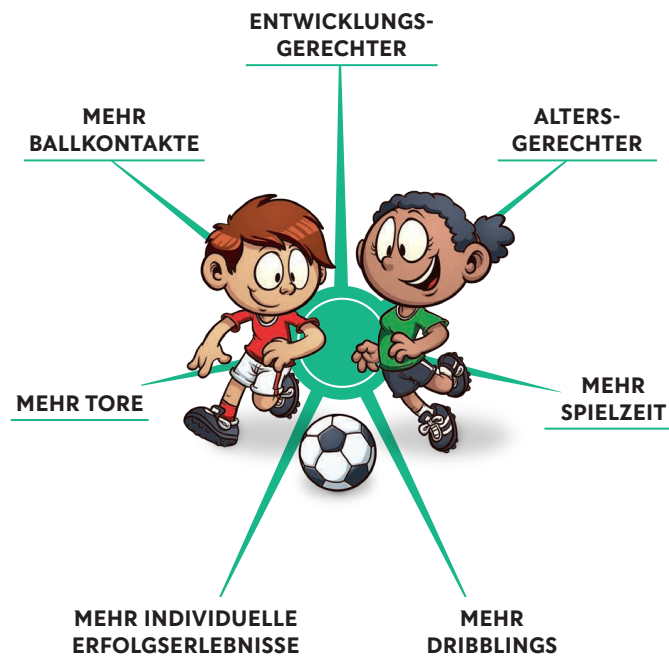 ENTWICKLUNGS-
GERECHTER
MEHR
BALLKONTAKTE
ALTERS-
GERECHTER
MEHR TORE
MEHR
SPIELZEIT
MEHR INDIVIDUELLE
ERFOLGSERLEBNISSE
MEHR
DRIBBLINGS